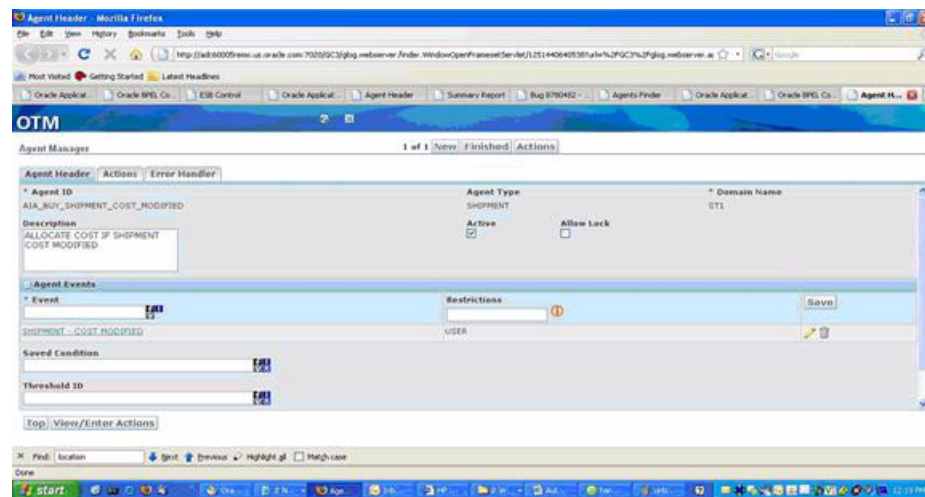 Agent Header - Mozilla Firefox
File Edit View History Bookmarks Tools Help
Most Visited Getting Started Latest Headlines
Oracle Applicat... Oracle BPEL Co... ESB Control Oracle Applicat... Agent Header Summary Report Bug 8780482 - ... Agents Finder Oracle Applicat... Oracle BPEL Co... Agent H...
OTM
Agent Manager 1 of 1 New Finished Actions
Agent Header Actions Error Handler
* Agent ID Agent Type * Domain Name
AIA_BUY_SHIPMENT_COST_MODIFIED SHIPMENT ST1
Description Active Allow Lock
ALLOCATE COST IF SHIPMENT
COST MODIFIED
Agent Events
* Event Restrictions Save
SHIPMENT - COST MODIFIED USER
Saved Condition
Threshold ID
Top View/Enter Actions
Find: location Next Previous Highlight all Match case
Done
start